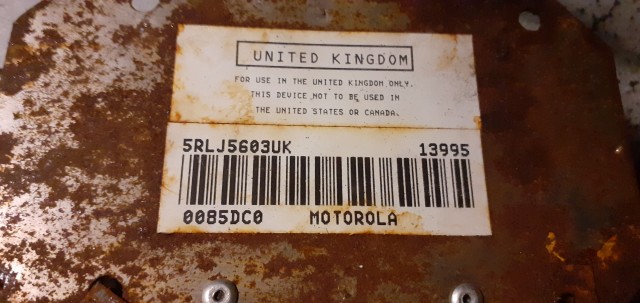 UNITED KINGDOM
FOR USE IN THE UNITED KINGDOM ONLY.
THIS DEVICE NOT TO BE USED IN
THE UNITED STATES OR CANADA.
5RLJ5603UK 13995
0085DC0 MOTOROLA